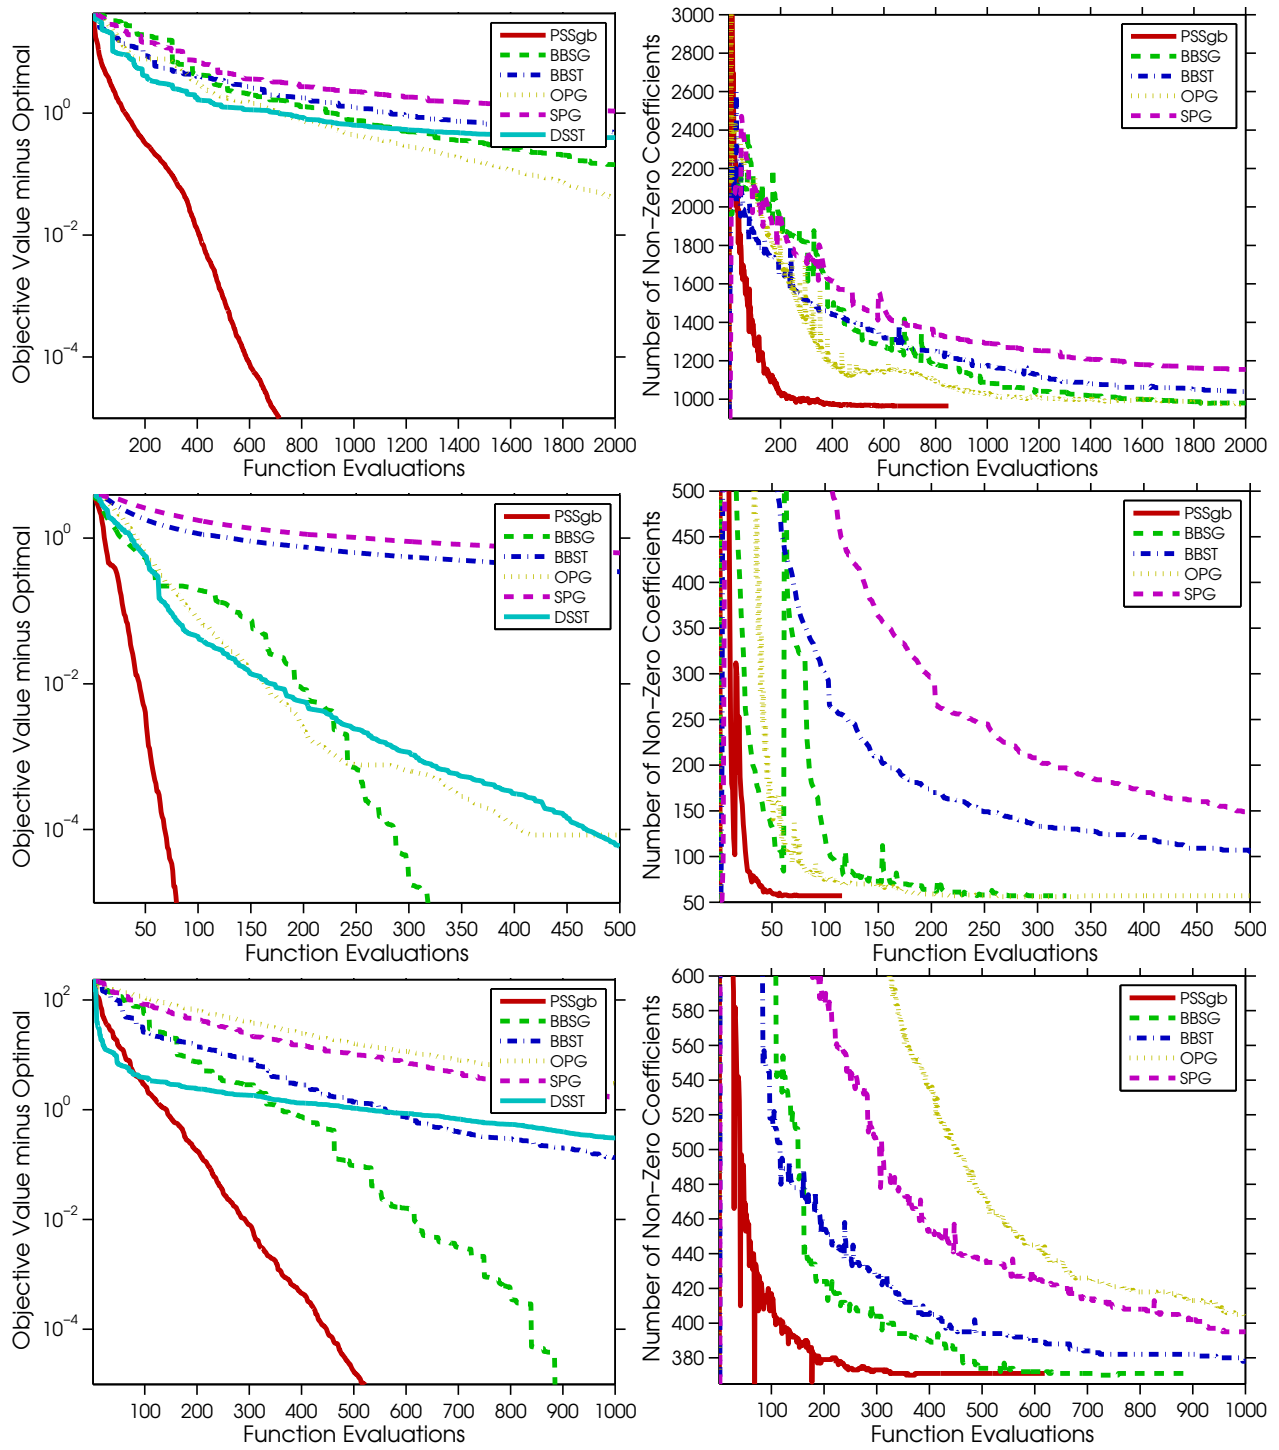 Objective Value minus Optimal
10^0
10^−2
10^−4
PSSgb
BBSG
BBST
OPG
SPG
DSST
200 400 600 800 1000 1200 1400 1600 1800 2000
Function Evaluations
Number of Non−Zero Coefficients
3000
2800
2600
2400
2200
2000
1800
1600
1400
1200
1000
PSSgb
BBSG
BBST
OPG
SPG
200 400 600 800 1000 1200 1400 1600 1800 2000
Function Evaluations
Objective Value minus Optimal
10^0
10^−2
10^−4
PSSgb
BBSG
BBST
OPG
SPG
DSST
50 100 150 200 250 300 350 400 450 500
Function Evaluations
Number of Non−Zero Coefficients
500
450
400
350
300
250
200
150
100
50
PSSgb
BBSG
BBST
OPG
SPG
50 100 150 200 250 300 350 400 450 500
Function Evaluations
Objective Value minus Optimal
10^2
10^0
10^−2
10^−4
PSSgb
BBSG
BBST
OPG
SPG
DSST
100 200 300 400 500 600 700 800 900 1000
Function Evaluations
Number of Non−Zero Coefficients
600
580
560
540
520
500
480
460
440
420
400
380
PSSgb
BBSG
BBST
OPG
SPG
100 200 300 400 500 600 700 800 900 1000
Function Evaluations